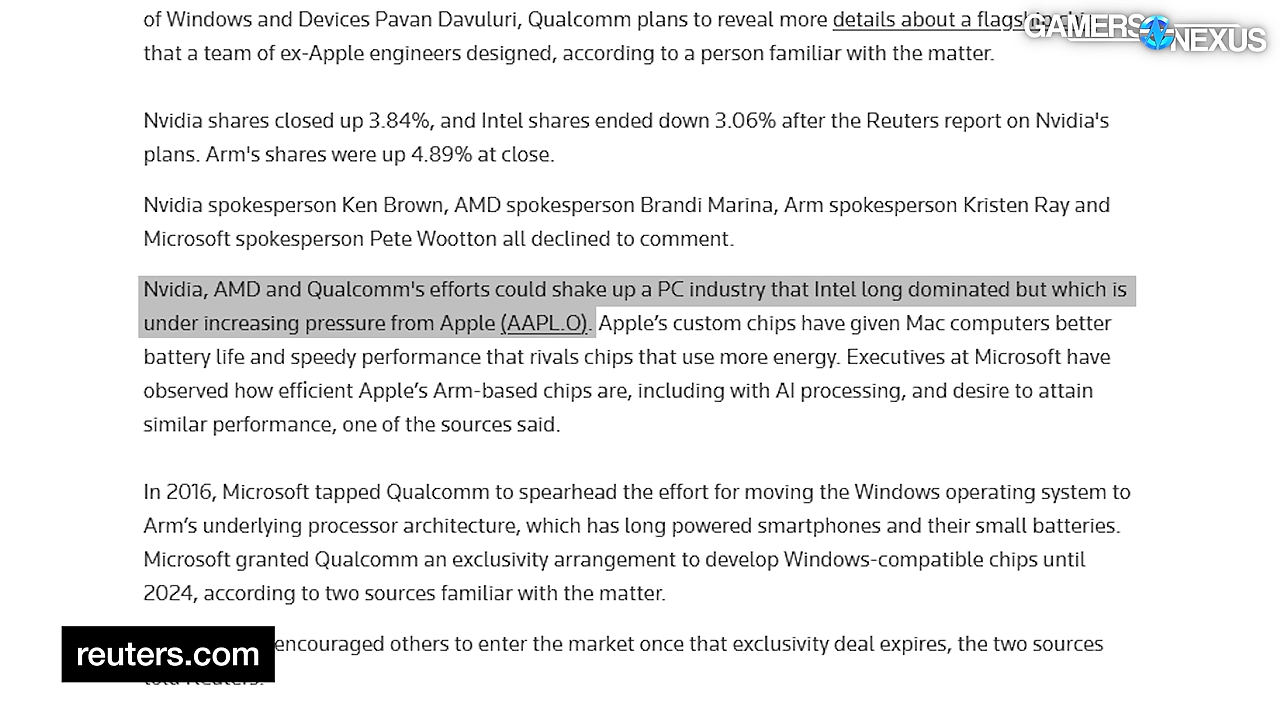 of Windows and Devices Pavan Davuluri, Qualcomm plans to reveal more details about a flagship
GAMERS NEXUS
that a team of ex-Apple engineers designed, according to a person familiar with the matter.
Nvidia shares closed up 3.84%, and Intel shares ended down 3.06% after the Reuters report on Nvidia's
plans. Arm's shares were up 4.89% at close.
Nvidia spokesperson Ken Brown, AMD spokesperson Brandi Marina, Arm spokesperson Kristen Ray and
Microsoft spokesperson Pete Wootton all declined to comment.
Nvidia, AMD and Qualcomm's efforts could shake up a PC industry that Intel long dominated but which is
under increasing pressure from Apple (AAPL.O). Apple’s custom chips have given Mac computers better
battery life and speedy performance that rivals chips that use more energy. Executives at Microsoft have
observed how efficient Apple’s Arm-based chips are, including with AI processing, and desire to attain
similar performance, one of the sources said.
In 2016, Microsoft tapped Qualcomm to spearhead the effort for moving the Windows operating system to
Arm’s underlying processor architecture, which has long powered smartphones and their small batteries.
Microsoft granted Qualcomm an exclusivity arrangement to develop Windows-compatible chips until
2024, according to two sources familiar with the matter.
encouraged others to enter the market once that exclusivity deal expires, the two sources
reuters.com
told Reuters.